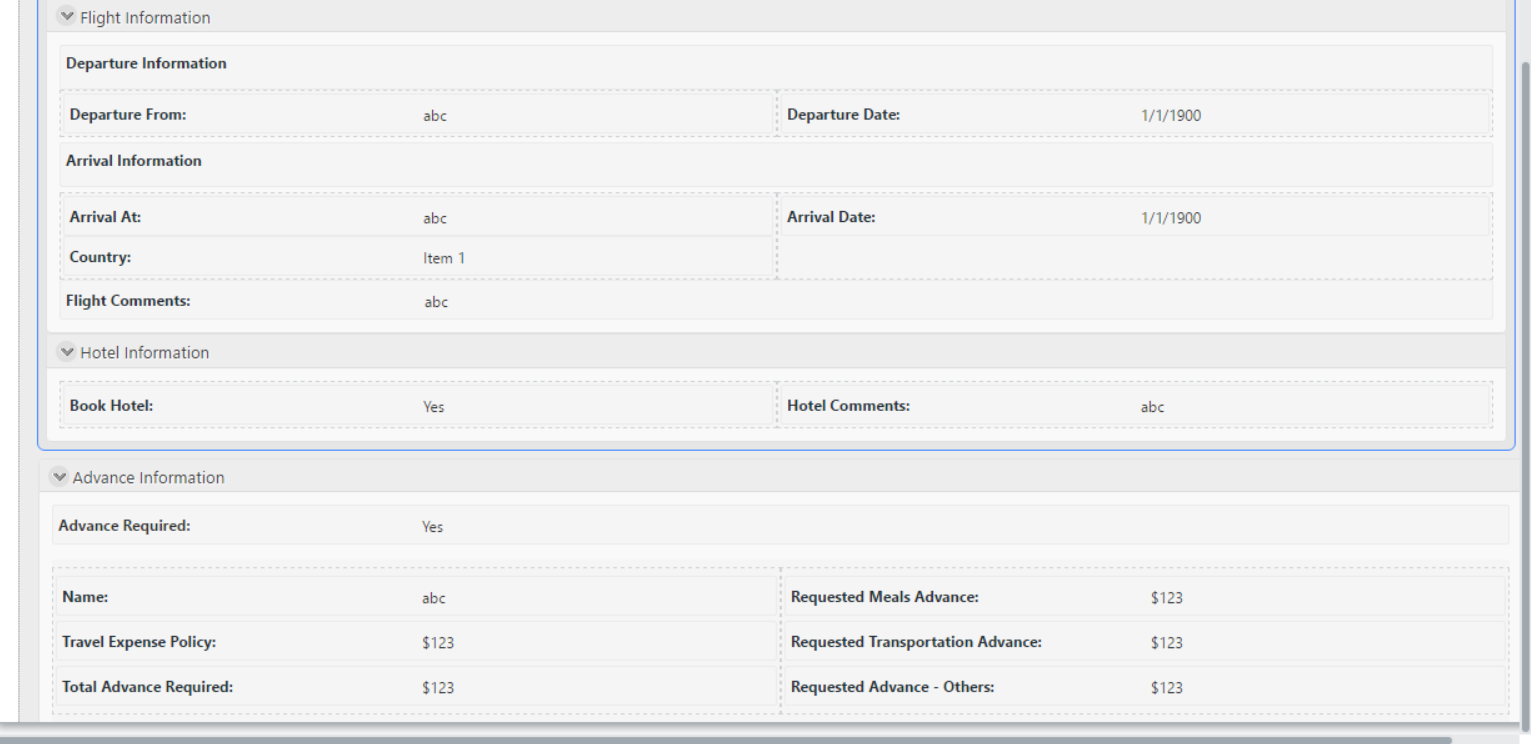 Flight Information
Departure Information
Departure From: abc Departure Date: 1/1/1900
Arrival Information
Arrival At: abc Arrival Date: 1/1/1900
Country: Item 1
Flight Comments: abc
Hotel Information
Book Hotel: Yes Hotel Comments: abc
Advance Information
Advance Required: Yes
Name: abc Requested Meals Advance: $123
Travel Expense Policy: $123 Requested Transportation Advance: $123
Total Advance Required: $123 Requested Advance - Others: $123